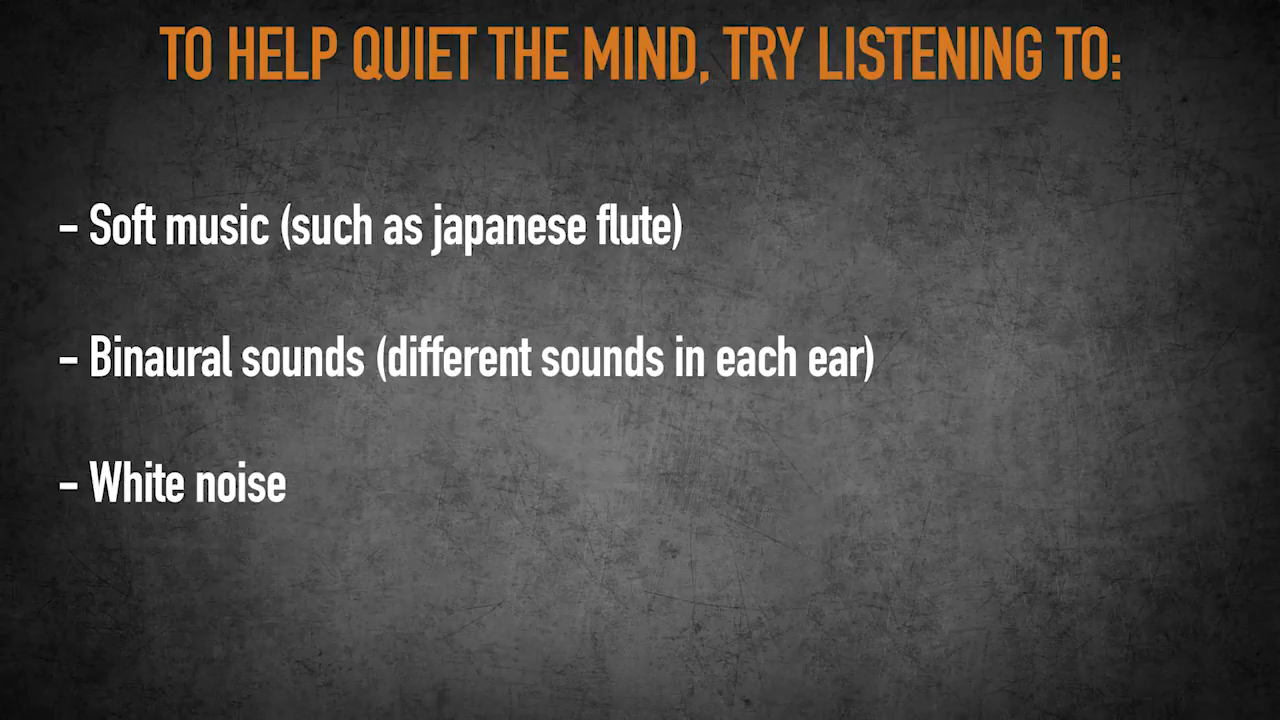 TO HELP QUIET THE MIND, TRY LISTENING TO:
- Soft music (such as japanese flute)
- Binaural sounds (different sounds in each ear)
- White noise